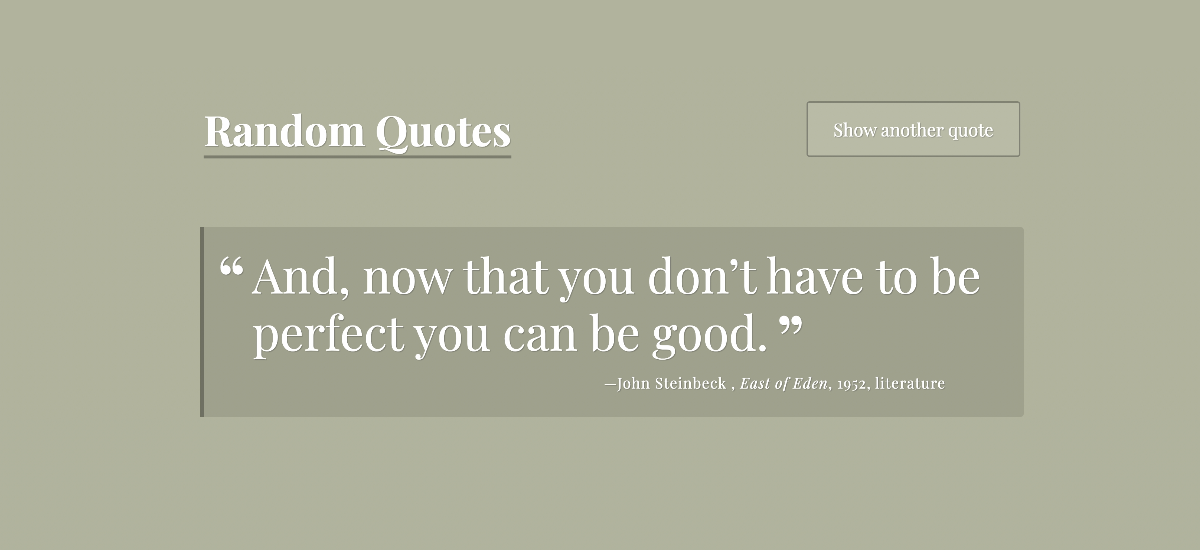 Random Quotes
Show another quote
“ And, now that you don’t have to be
perfect you can be good. ”
—John Steinbeck , East of Eden, 1952, literature